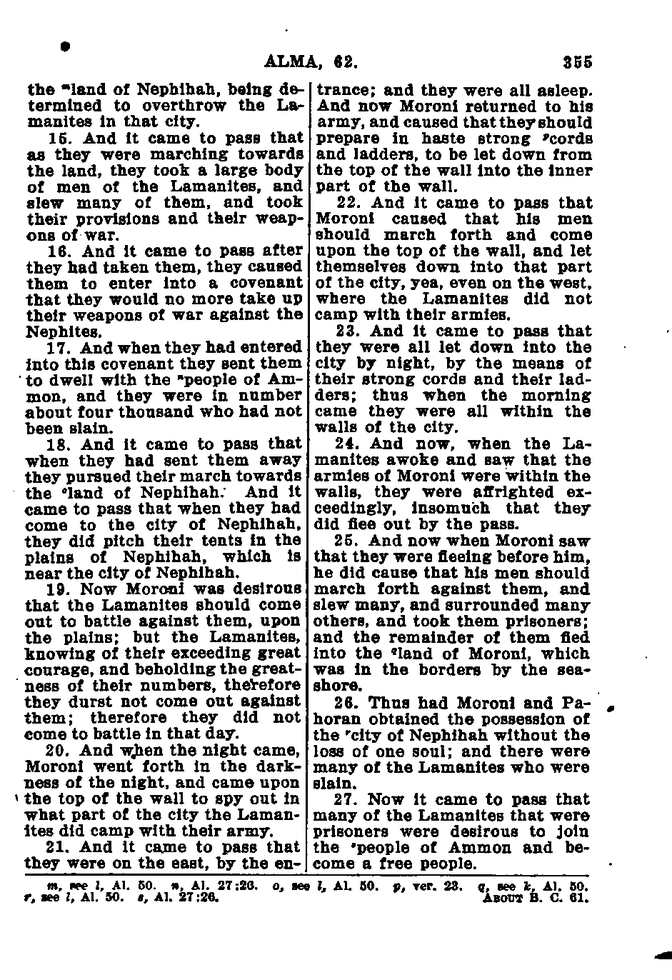 ALMA, 62. 355
the ᵐland of Nephihah, being de-
termined to overthrow the La-
manites in that city.
15. And it came to pass that
as they were marching towards
the land, they took a large body
of men of the Lamanites, and
slew many of them, and took
their provisions and their weap-
ons of war.
16. And it came to pass after
they had taken them, they caused
them to enter into a covenant
that they would no more take up
their weapons of war against the
Nephites.
17. And when they had entered
into this covenant they sent them
to dwell with the ⁿpeople of Am-
mon, and they were in number
about four thousand who had not
been slain.
18. And it came to pass that
when they had sent them away
they pursued their march towards
the ᵒland of Nephihah. And it
came to pass that when they had
come to the city of Nephihah,
they did pitch their tents in the
plains of Nephihah, which is
near the city of Nephihah.
19. Now Moroni was desirous
that the Lamanites should come
out to battle against them, upon
the plains; but the Lamanites,
knowing of their exceeding great
courage, and beholding the great-
ness of their numbers, therefore
they durst not come out against
them; therefore they did not
come to battle in that day.
20. And when the night came,
Moroni went forth in the dark-
ness of the night, and came upon
the top of the wall to spy out in
what part of the city the Laman-
ites did camp with their army.
21. And it came to pass that
they were on the east, by the en-
trance; and they were all asleep.
And now Moroni returned to his
army, and caused that they should
prepare in haste strong ᵖcords
and ladders, to be let down from
the top of the wall into the inner
part of the wall.
22. And it came to pass that
Moroni caused that his men
should march forth and come
upon the top of the wall, and let
themselves down into that part
of the city, yea, even on the west,
where the Lamanites did not
camp with their armies.
23. And it came to pass that
they were all let down into the
city by night, by the means of
their strong cords and their lad-
ders; thus when the morning
came they were all within the
walls of the city.
24. And now, when the La-
manites awoke and saw that the
armies of Moroni were within the
walls, they were affrighted ex-
ceedingly, insomuch that they
did flee out by the pass.
25. And now when Moroni saw
that they were fleeing before him,
he did cause that his men should
march forth against them, and
slew many, and surrounded many
others, and took them prisoners;
and the remainder of them fled
into the qland of Moroni, which
was in the borders by the sea-
shore.
26. Thus had Moroni and Pa-
horan obtained the possession of
the ʳcity of Nephihah without the
loss of one soul; and there were
many of the Lamanites who were
slain.
27. Now it came to pass that
many of the Lamanites that were
prisoners were desirous to join
the ˢpeople of Ammon and be-
come a free people.
m, see l, Al. 50. n, Al. 27:26. o, see l, Al. 50. p, ver. 23. q, see k, Al. 50.
r, see l, Al. 50. s, Al. 27:26. ABOUT B. C. 61.